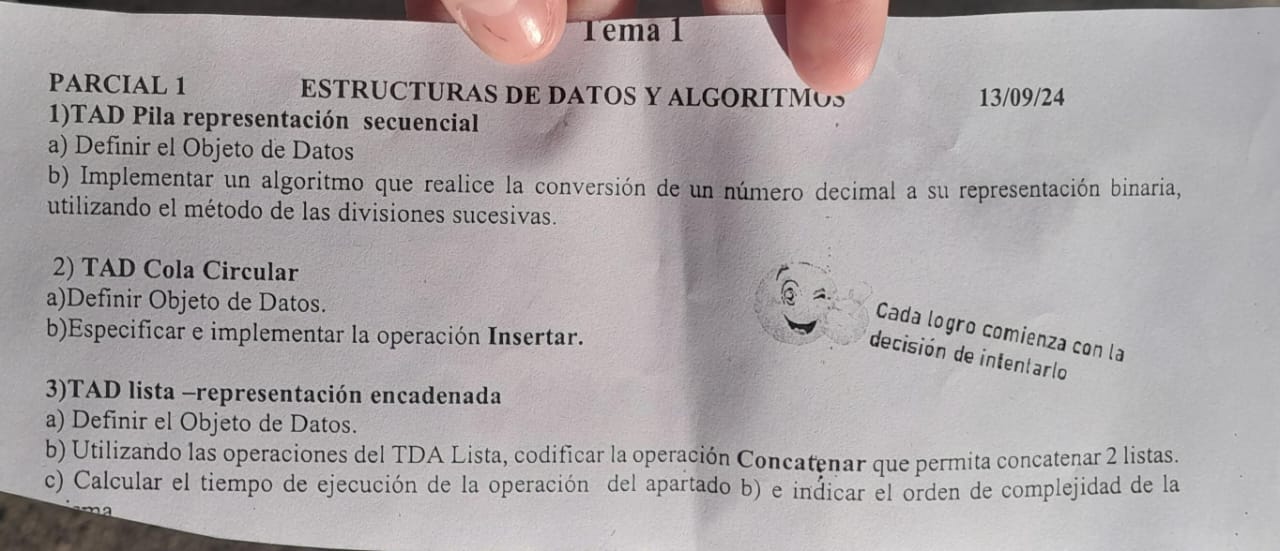 Tema 1
PARCIAL 1 ESTRUCTURAS DE DATOS Y ALGORITMOS 13/09/24
1)TAD Pila representación secuencial
a) Definir el Objeto de Datos
b) Implementar un algoritmo que realice la conversión de un número decimal a su representación binaria,
utilizando el método de las divisiones sucesivas.
2) TAD Cola Circular
a)Definir Objeto de Datos.
b)Especificar e implementar la operación Insertar.
Cada logro comienza con la
decisión de intentarlo
3)TAD lista –representación encadenada
a) Definir el Objeto de Datos.
b) Utilizando las operaciones del TDA Lista, codificar la operación Concatenar que permita concatenar 2 listas.
c) Calcular el tiempo de ejecución de la operación del apartado b) e indicar el orden de complejidad de la